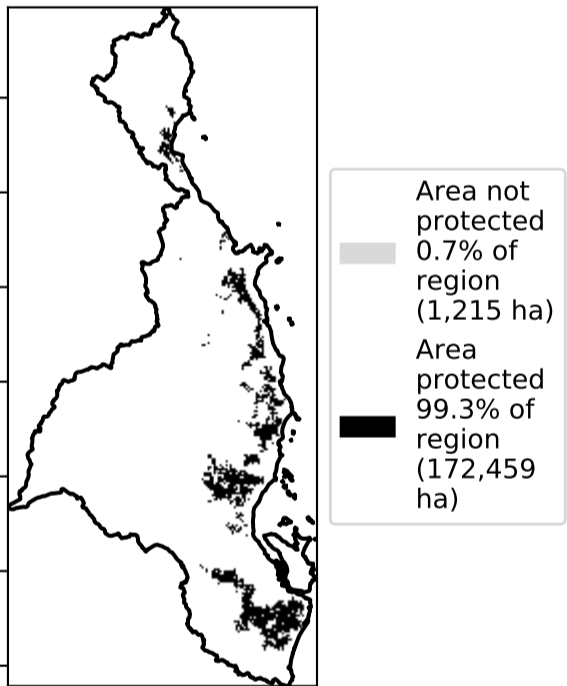 Area not
protected
0.7% of
region
(1,215 ha)
Area
protected
99.3% of
region
(172,459
ha)